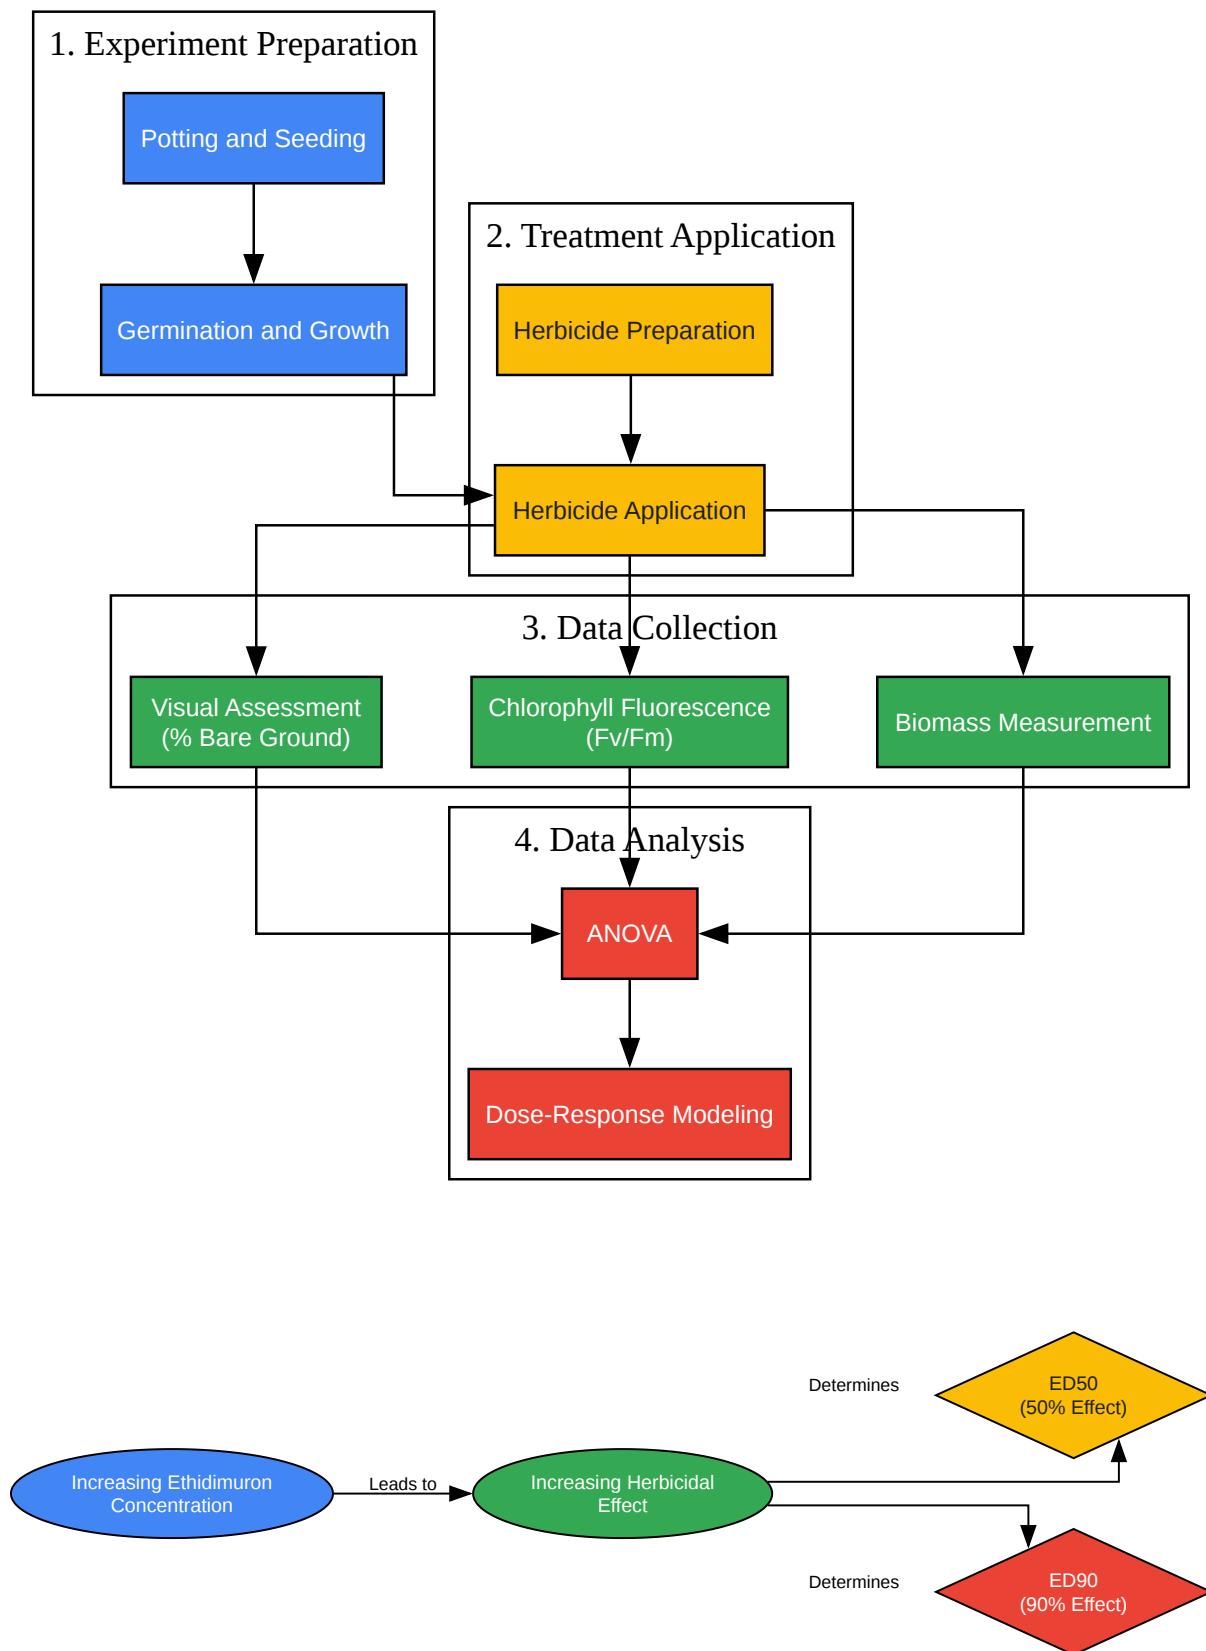 1. Experiment Preparation
Potting and Seeding
Germination and Growth
2. Treatment Application
Herbicide Preparation
Herbicide Application
3. Data Collection
Visual Assessment
(% Bare Ground)
Chlorophyll Fluorescence
(Fv/Fm)
Biomass Measurement
4. Data Analysis
ANOVA
Dose-Response Modeling
Increasing Ethidimuron
Concentration
Leads to
Increasing Herbicidal
Effect
Determines
ED50
(50% Effect)
Determines
ED90
(90% Effect)